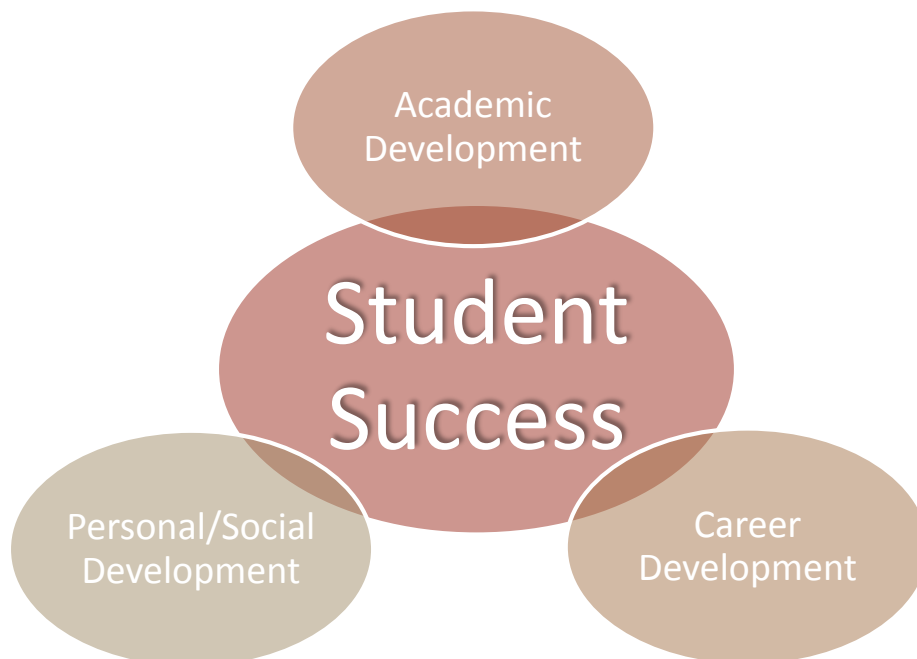 Academic
Development
Student
Success
Personal/Social
Development
Career
Development